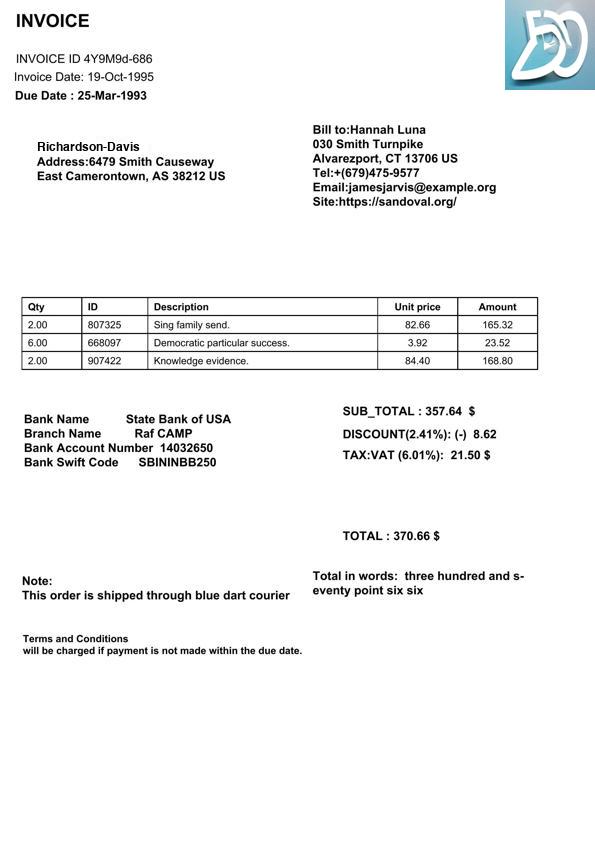 INVOICE
INVOICE ID 4Y9M9d-686
Invoice Date: 19-Oct-1995
Due Date : 25-Mar-1993
Richardson-Davis
Address:6479 Smith Causeway
East Camerontown, AS 38212 US
Bill to:Hannah Luna
030 Smith Turnpike
Alvarezport, CT 13706 US
Tel:+(679)475-9577
Email:jamesjarvis@example.org
Site:https://sandoval.org/
Qty ID Description Unit price Amount
2.00 807325 Sing family send. 82.66 165.32
6.00 668097 Democratic particular success. 3.92 23.52
2.00 907422 Knowledge evidence. 84.40 168.80
Bank Name State Bank of USA
Branch Name Raf CAMP
Bank Account Number 14032650
Bank Swift Code SBININBB250
SUB_TOTAL : 357.64 $
DISCOUNT(2.41%): (-) 8.62
TAX:VAT (6.01%): 21.50 $
TOTAL : 370.66 $
Total in words: three hundred and s-
eventy point six six
Note:
This order is shipped through blue dart courier
Terms and Conditions
will be charged if payment is not made within the due date.